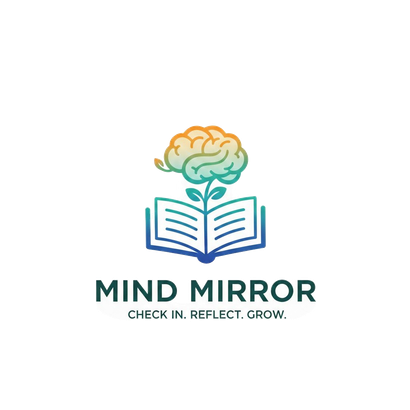 MIND MIRROR
CHECK IN. REFLECT. GROW.